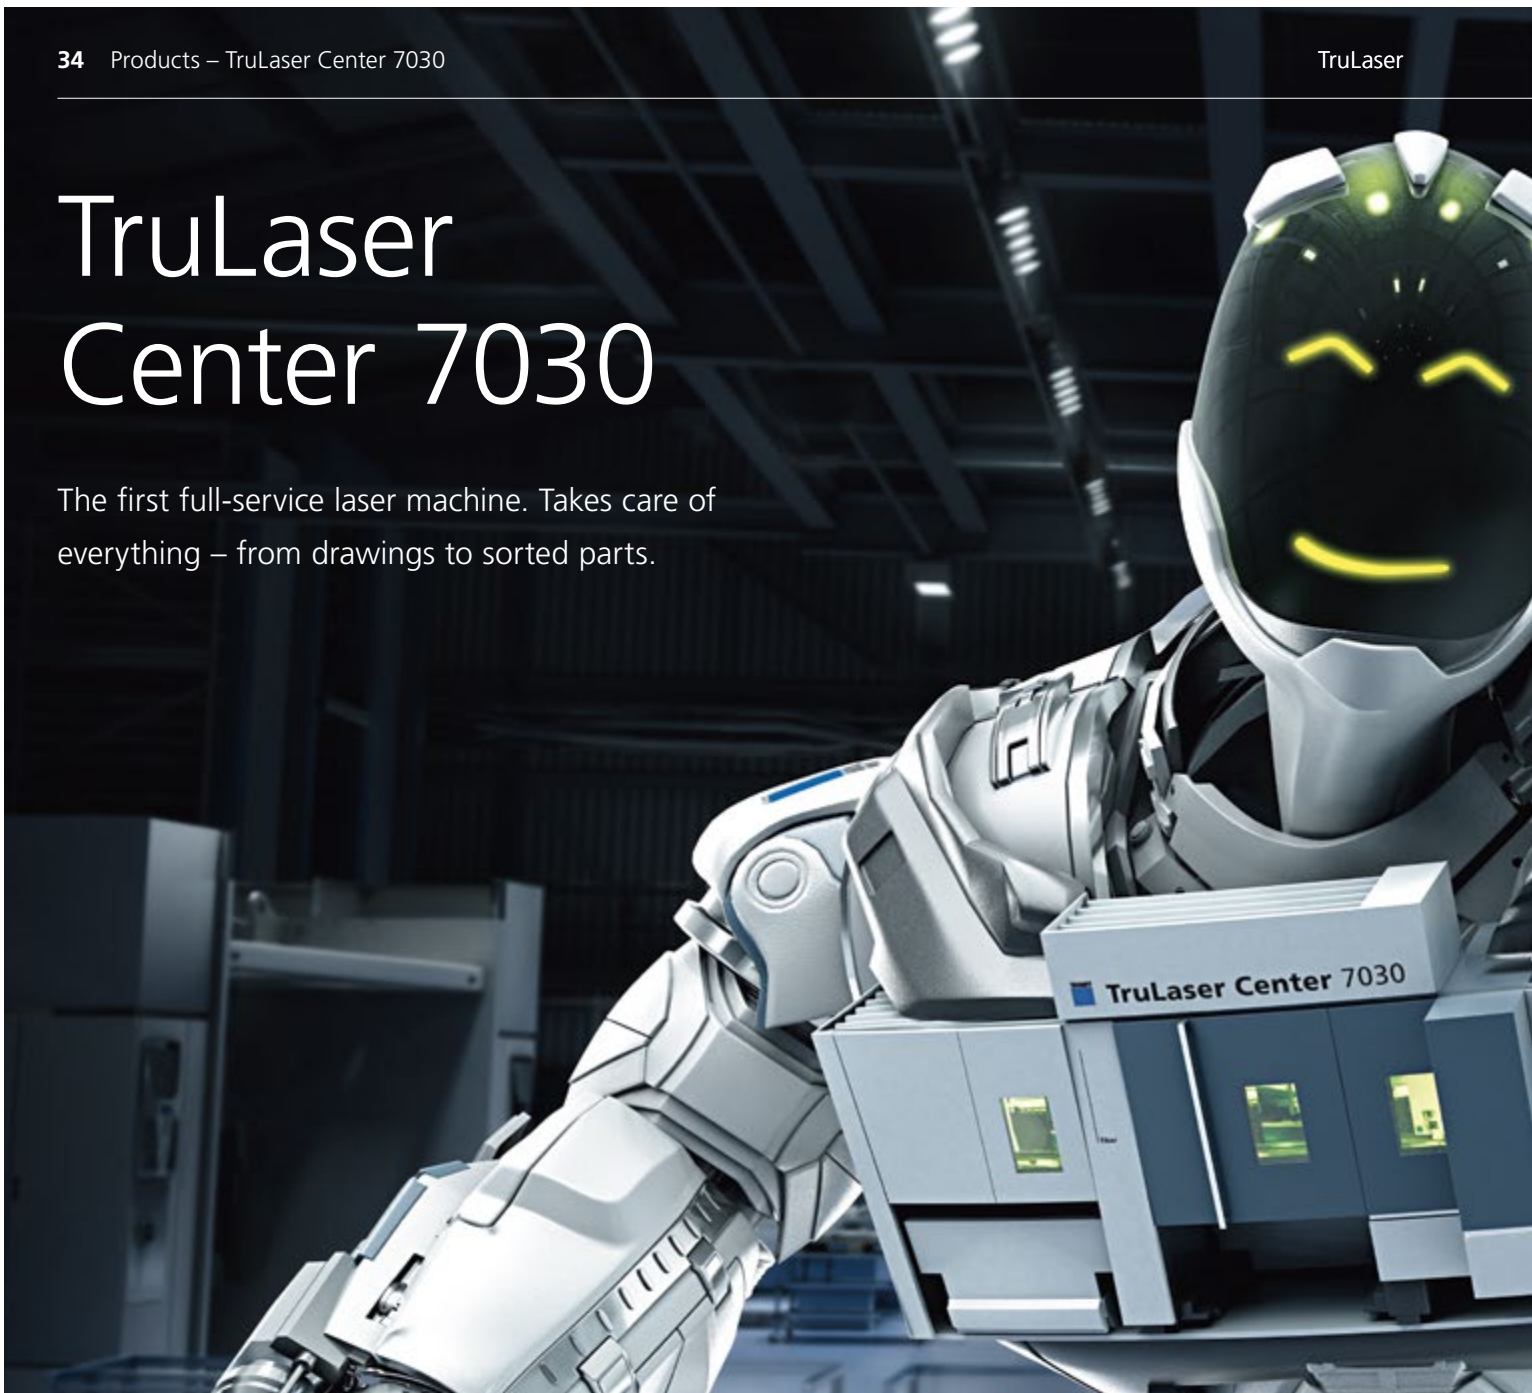 34 Products – TruLaser Center 7030
TruLaser
TruLaser
Center 7030
The first full-service laser machine. Takes care of
everything – from drawings to sorted parts.
TruLaser Center 7030
fiber